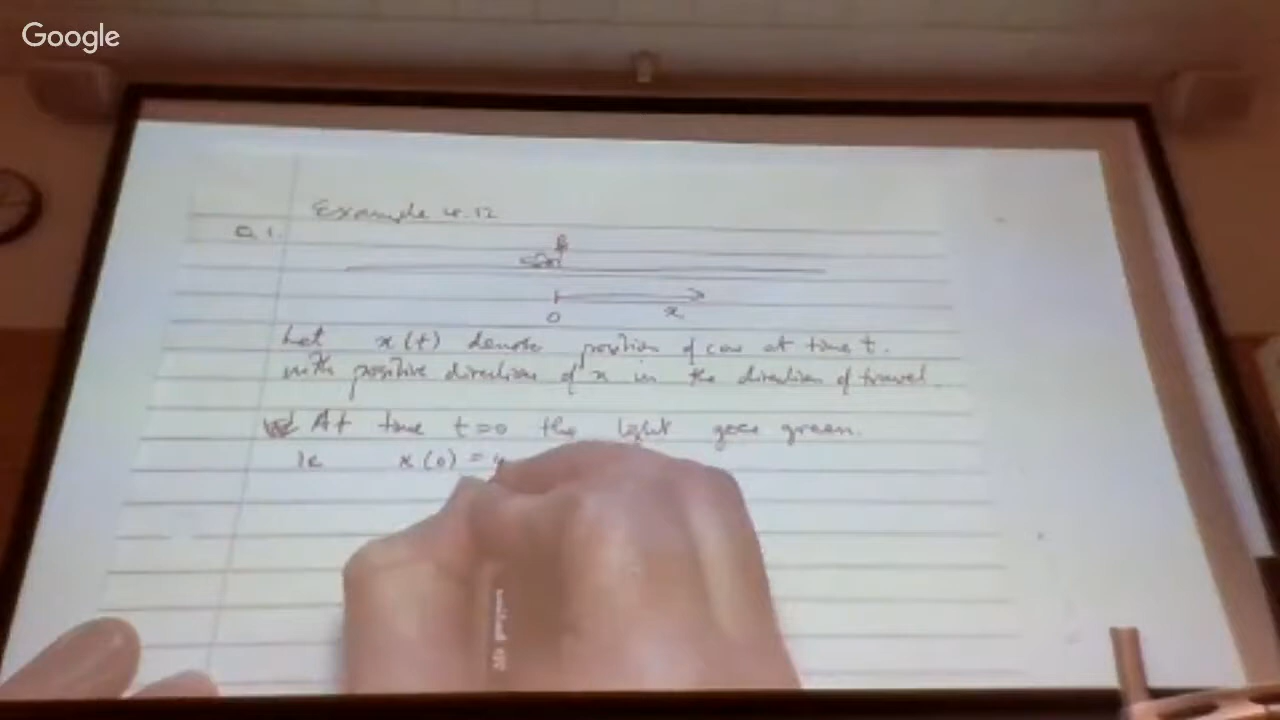 Google
Example 4.12
Q1.
0 x
Let x(t) denote position of car at time t.
with positive direction of x in the direction of travel.
At time t=0 the light goes green.
ie x(0) =